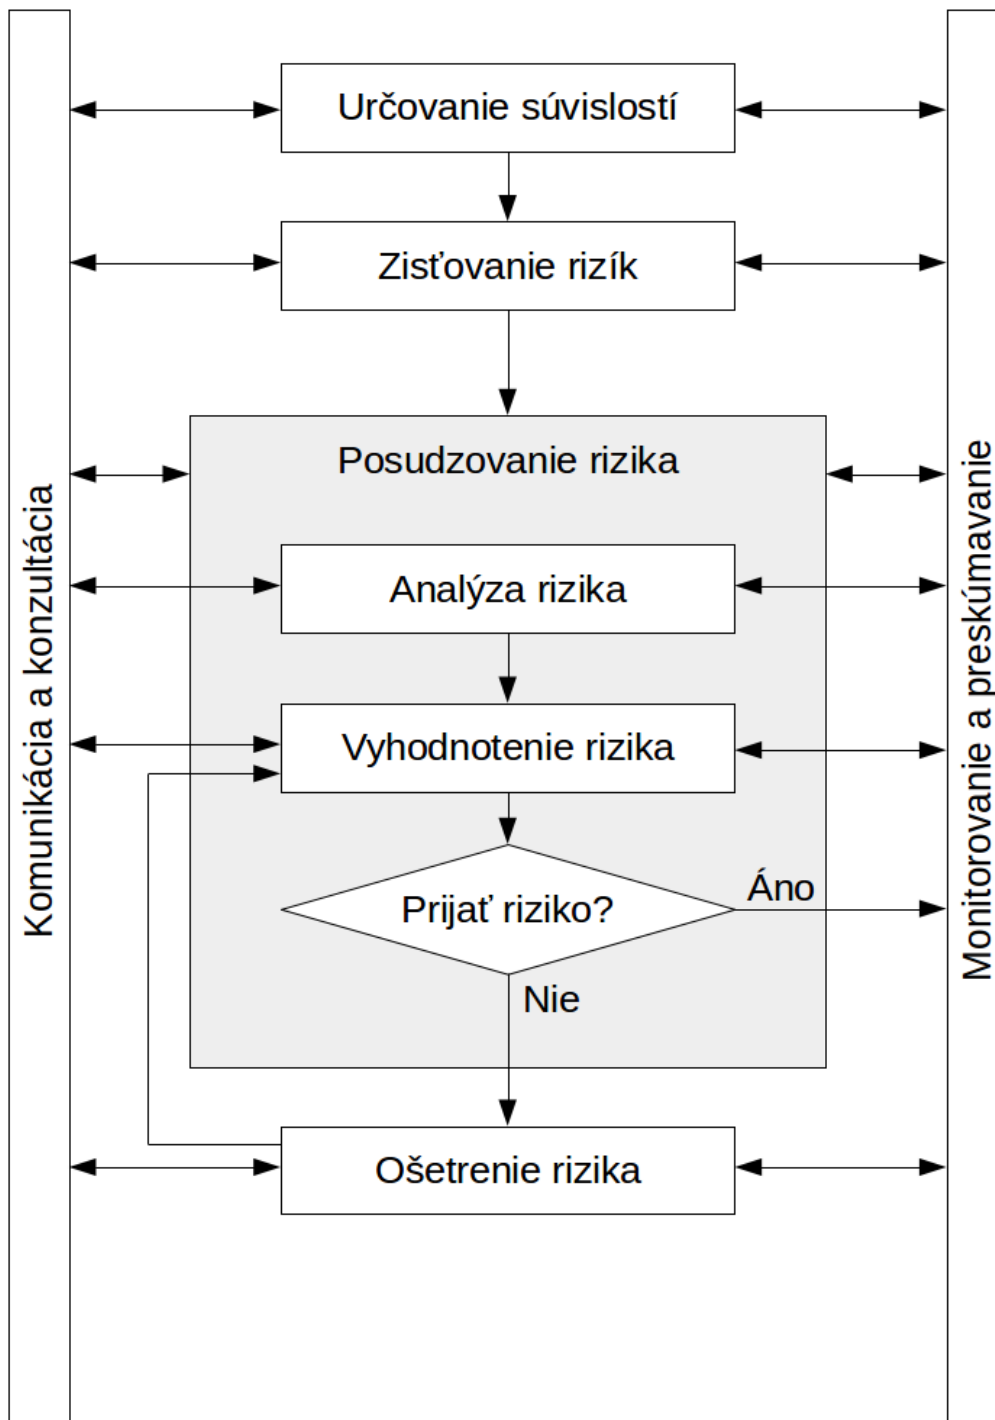 Určovanie súvislostí
Zisťovanie rizík
Posudzovanie rizika
Analýza rizika
Vyhodnotenie rizika
Prijať riziko?
Áno
Nie
Ošetrenie rizika
Komunikácia a konzultácia
Monitorovanie a preskúmavanie